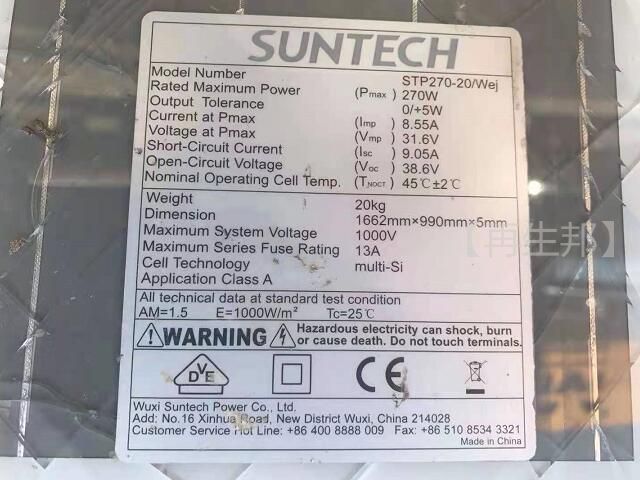 SUNTECH
Model Number STP270-20/Wej
Rated Maximum Power (Pmax) 270W
Output Tolerance 0/+5W
Current at Pmax (Imp) 8.55A
Voltage at Pmax (Vmp) 31.6V
Short-Circuit Current (Isc) 9.05A
Open-Circuit Voltage (Voc) 38.6V
Nominal Operating Cell Temp. (TNOCT) 45℃±2℃
Weight 20kg
Dimension 1662mm×990mm×5mm
Maximum System Voltage 1000V
Maximum Series Fuse Rating 13A
Cell Technology multi-Si
Application Class A
All technical data at standard test condition
AM=1.5 E=1000W/m² Tc=25℃
WARNING Hazardous electricity can shock, burn
or cause death. Do not touch terminals.
DVE CE
Wuxi Suntech Power Co., Ltd.
Add: No.16 Xinhua Road, New District Wuxi, China 214028
Customer Service Hot Line: +86 400 8888 009 Fax: +86 510 8534 3321
Made in China
【再生邦】